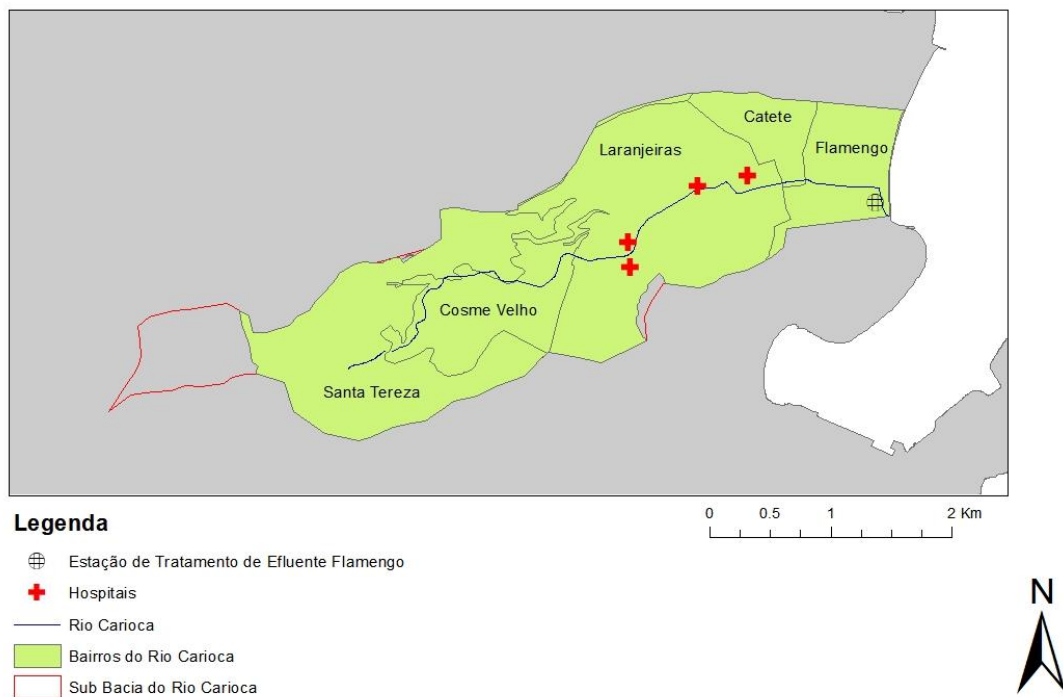 Catete
Laranjeiras
Flamengo
Cosme Velho
Santa Tereza
Legenda
0 0.5 1 2 Km
Estação de Tratamento de Efluente Flamengo
Hospitais
Rio Carioca
Bairros do Rio Carioca
Sub Bacia do Rio Carioca
N